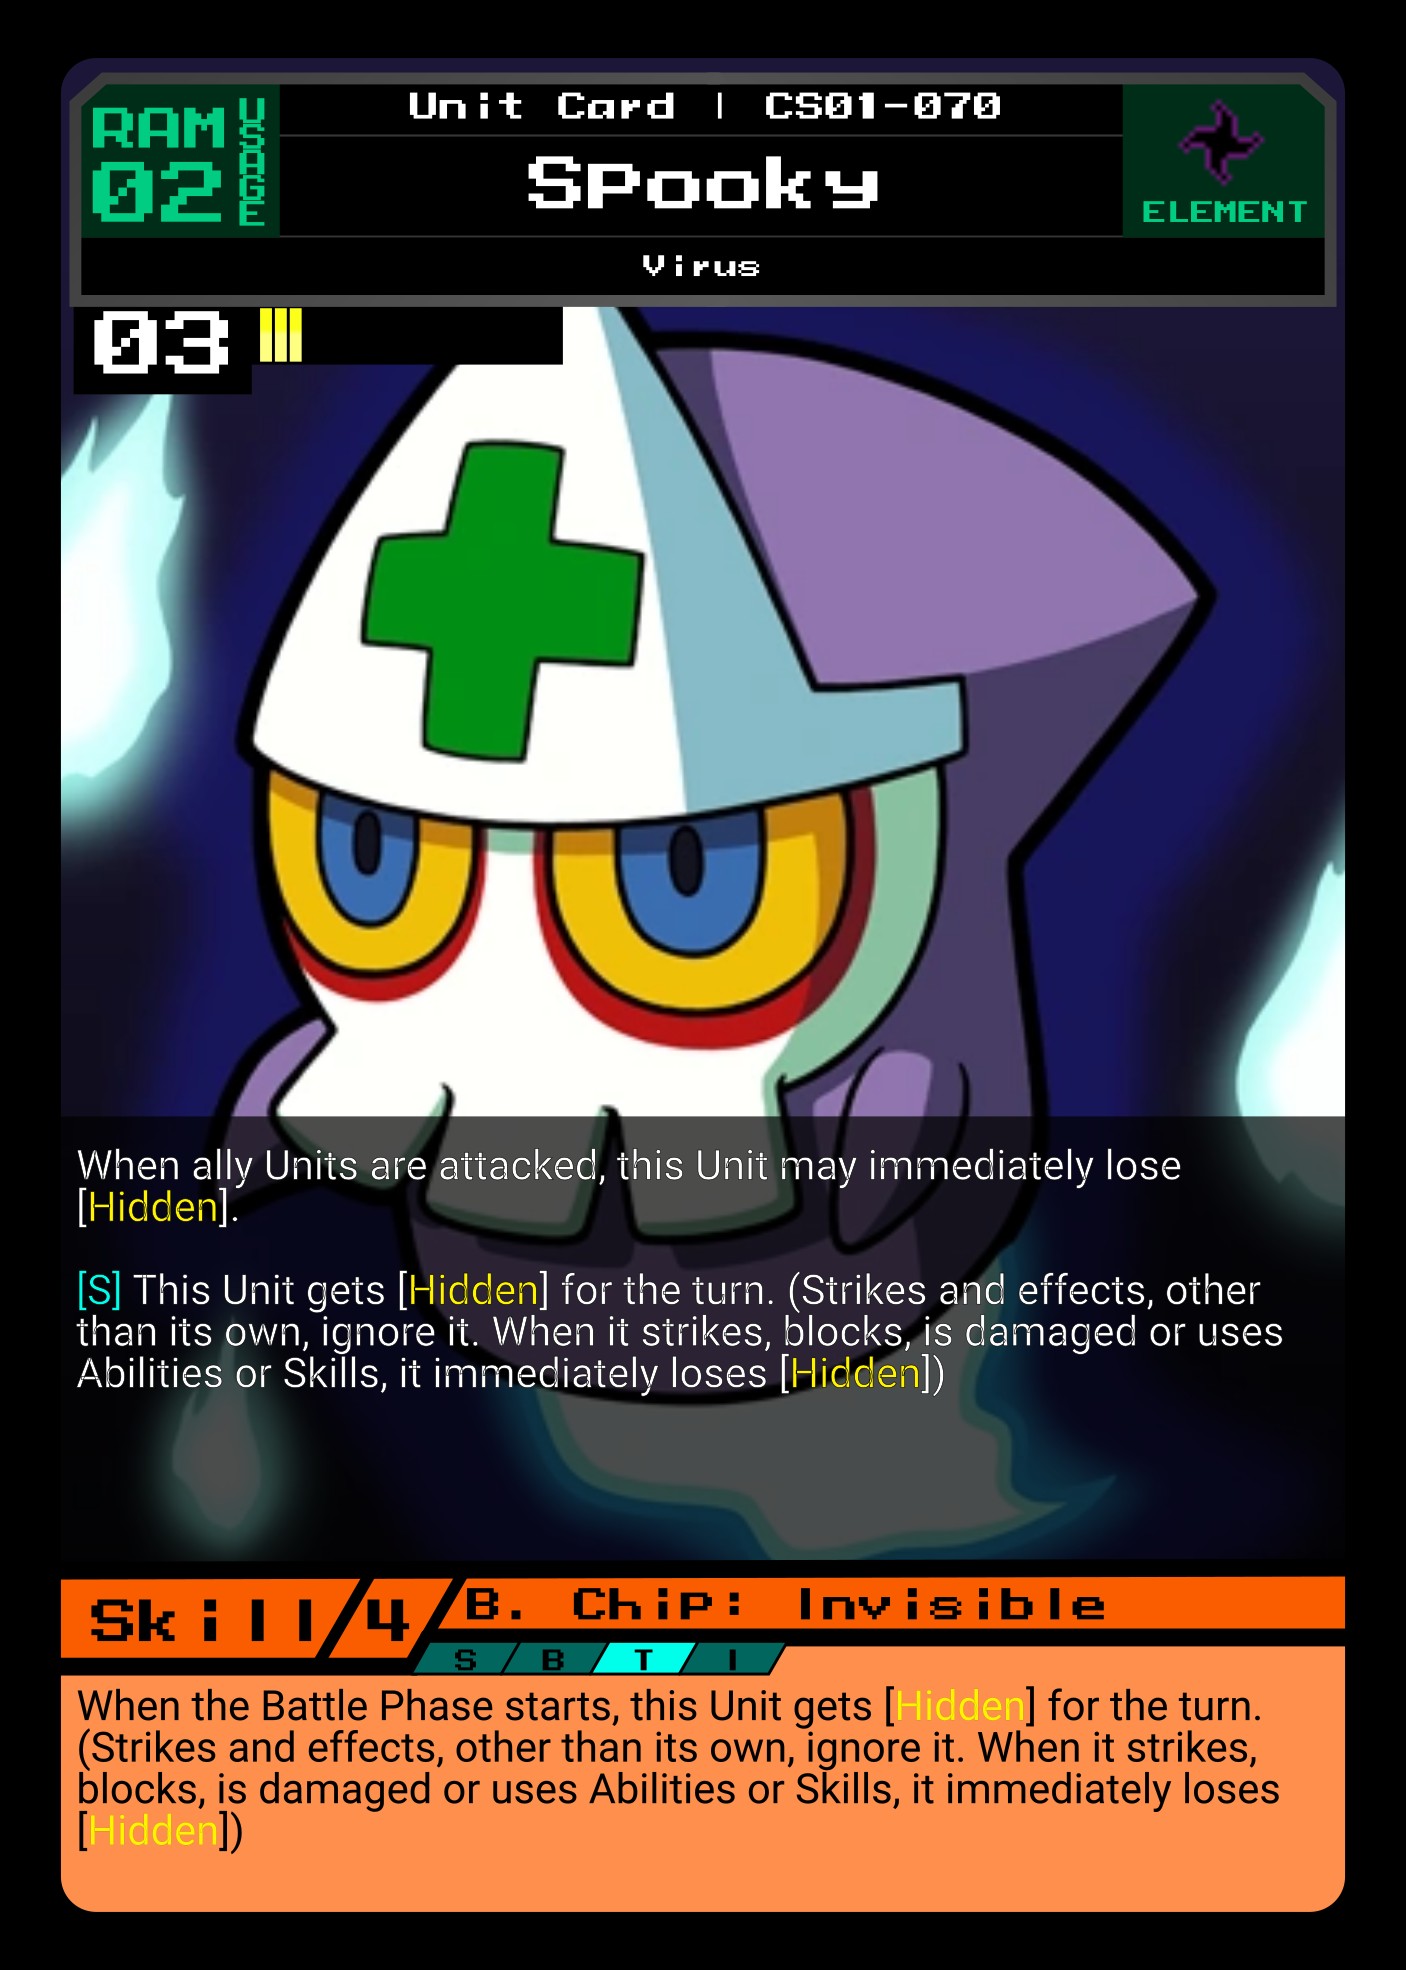 RAM
02
USAGE
Unit Card | CS01-070
Spooky
Virus
ELEMENT
03
When ally Units are attacked, this Unit may immediately lose
[Hidden].
[S] This Unit gets [Hidden] for the turn. (Strikes and effects, other
than its own, ignore it. When it strikes, blocks, is damaged or uses
Abilities or Skills, it immediately loses [Hidden])
Skill/4
B. Chip: Invisible
S B T I
When the Battle Phase starts, this Unit gets [Hidden] for the turn.
(Strikes and effects, other than its own, ignore it. When it strikes,
blocks, is damaged or uses Abilities or Skills, it immediately loses
[Hidden])